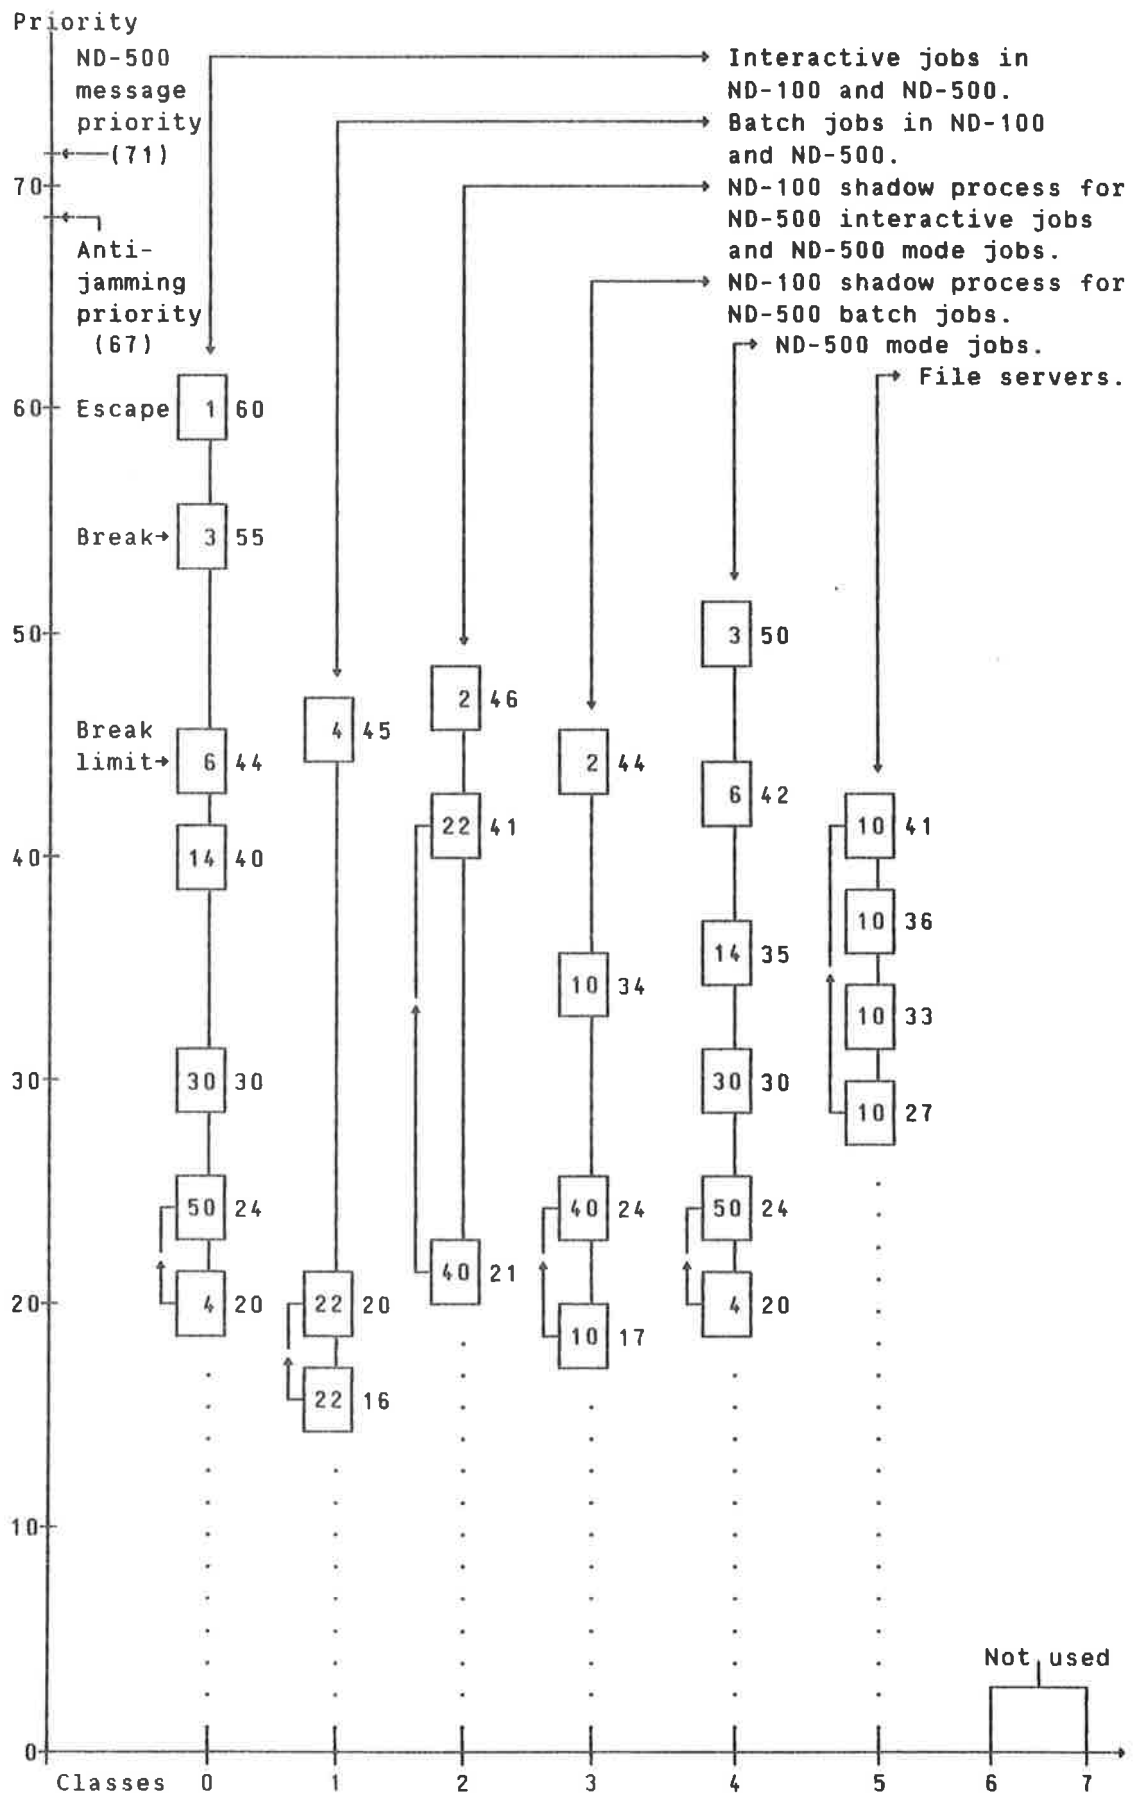 Priority
ND-500
message
priority
(71)
70
Anti-
jamming
priority
(67)
Interactive jobs in
ND-100 and ND-500.
Batch jobs in ND-100
and ND-500.
ND-100 shadow process for
ND-500 interactive jobs
and ND-500 mode jobs.
ND-100 shadow process for
ND-500 batch jobs.
ND-500 mode jobs.
File servers.
60 Escape 1 60
Break 3 55
50 3 50
2 46
Break 4 45
limit 6 44 2 44
6 42
22 41 10 41
40 14 40
10 36
14 35
10 34
10 33
30 30 30 30 30
10 27
50 24 40 24 50 24
40 21
20 4 20 22 20 4 20
10 17
22 16
10
Not used
0
Classes 0 1 2 3 4 5 6 7